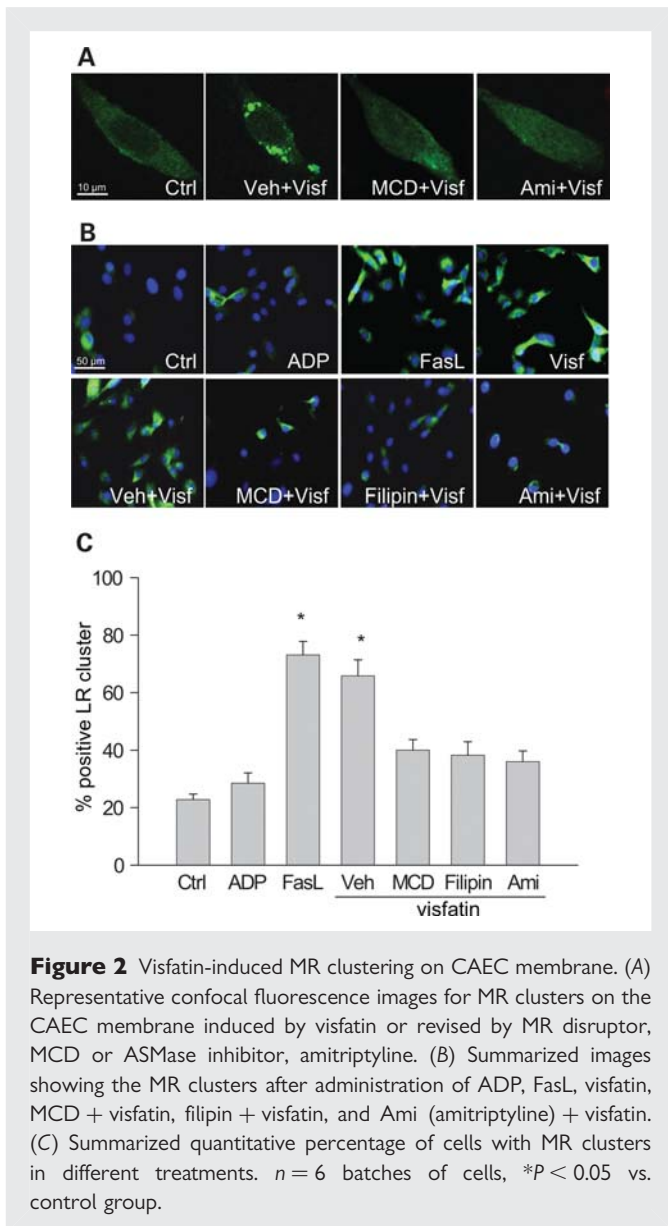 A
10 µm
Ctrl
Veh+Visf
MCD+Visf
Ami+Visf
B
50 µm
Ctrl
ADP
FasL
Visf
Veh+Visf
MCD+Visf
Filipin+Visf
Ami+Visf
C
% positive LR cluster
100
80
60
40
20
0
*
*
Ctrl ADP FasL Veh MCD Filipin Ami
visfatin
Figure 2 Visfatin-induced MR clustering on CAEC membrane. (A)
Representative confocal fluorescence images for MR clusters on the
CAEC membrane induced by visfatin or revised by MR disruptor,
MCD or ASMase inhibitor, amitriptyline. (B) Summarized images
showing the MR clusters after administration of ADP, FasL, visfatin,
MCD + visfatin, filipin + visfatin, and Ami (amitriptyline) + visfatin.
(C) Summarized quantitative percentage of cells with MR clusters
in different treatments. n = 6 batches of cells, *P < 0.05 vs.
control group.